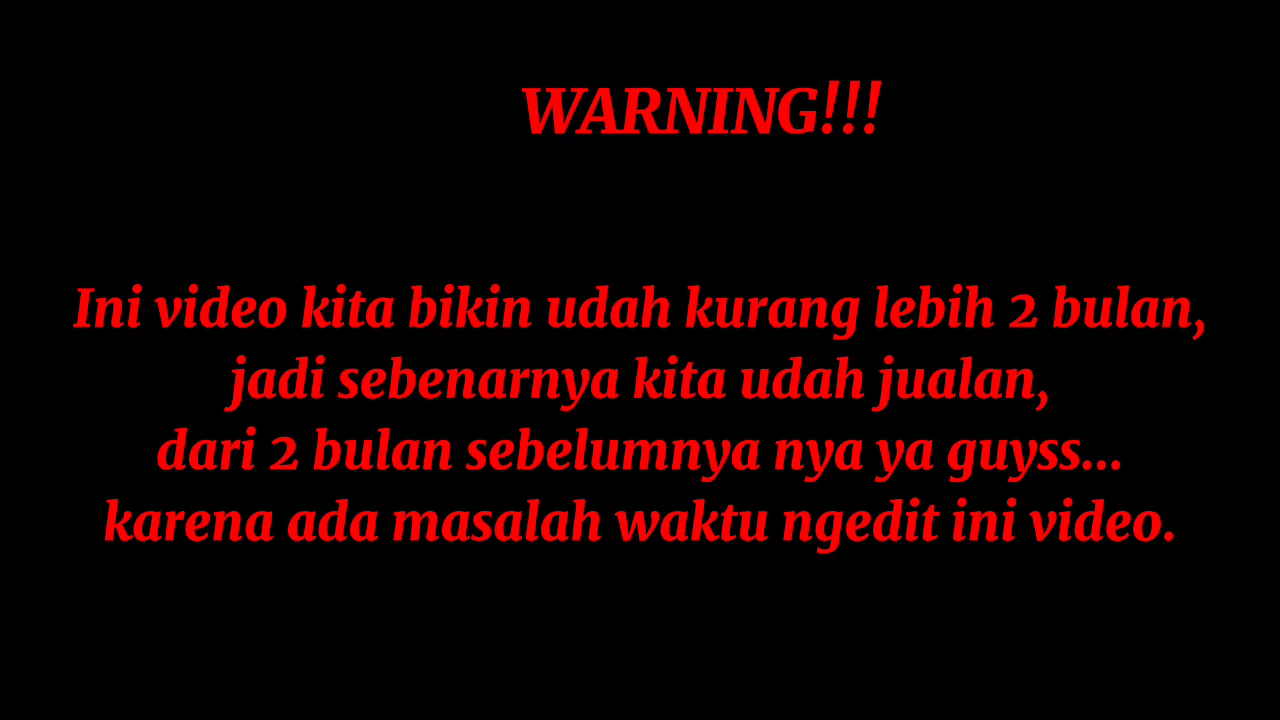 WARNING!!!
Ini video kita bikin udah kurang lebih 2 bulan,
jadi sebenarnya kita udah jualan,
dari 2 bulan sebelumnya nya ya guyss...
karena ada masalah waktu ngedit ini video.